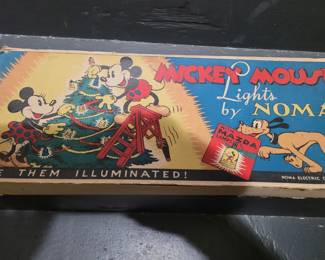 MICKEY MOUSE
Lights
by NOMA
MAZDA
THEM ILLUMINATED!
NOMA ELECTRIC